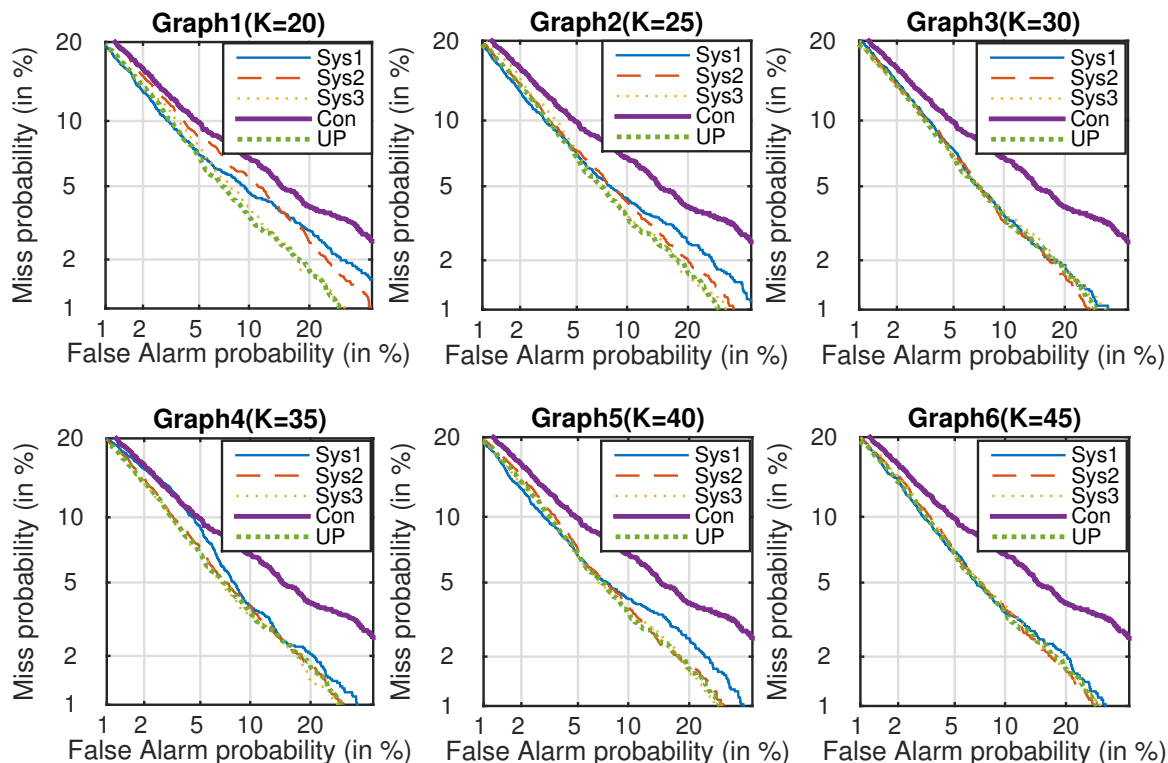 Graph1(K=20)
Miss probability (in %)
20
10
5
2
1
Sys1
Sys2
Sys3
Con
UP
1 2 5 10 20
False Alarm probability (in %)
Graph2(K=25)
Miss probability (in %)
20
10
5
2
1
Sys1
Sys2
Sys3
Con
UP
1 2 5 10 20
False Alarm probability (in %)
Graph3(K=30)
Miss probability (in %)
20
10
5
2
1
Sys1
Sys2
Sys3
Con
UP
1 2 5 10 20
False Alarm probability (in %)
Graph4(K=35)
Miss probability (in %)
20
10
5
2
1
Sys1
Sys2
Sys3
Con
UP
1 2 5 10 20
False Alarm probability (in %)
Graph5(K=40)
Miss probability (in %)
20
10
5
2
1
Sys1
Sys2
Sys3
Con
UP
1 2 5 10 20
False Alarm probability (in %)
Graph6(K=45)
Miss probability (in %)
20
10
5
2
1
Sys1
Sys2
Sys3
Con
UP
1 2 5 10 20
False Alarm probability (in %)